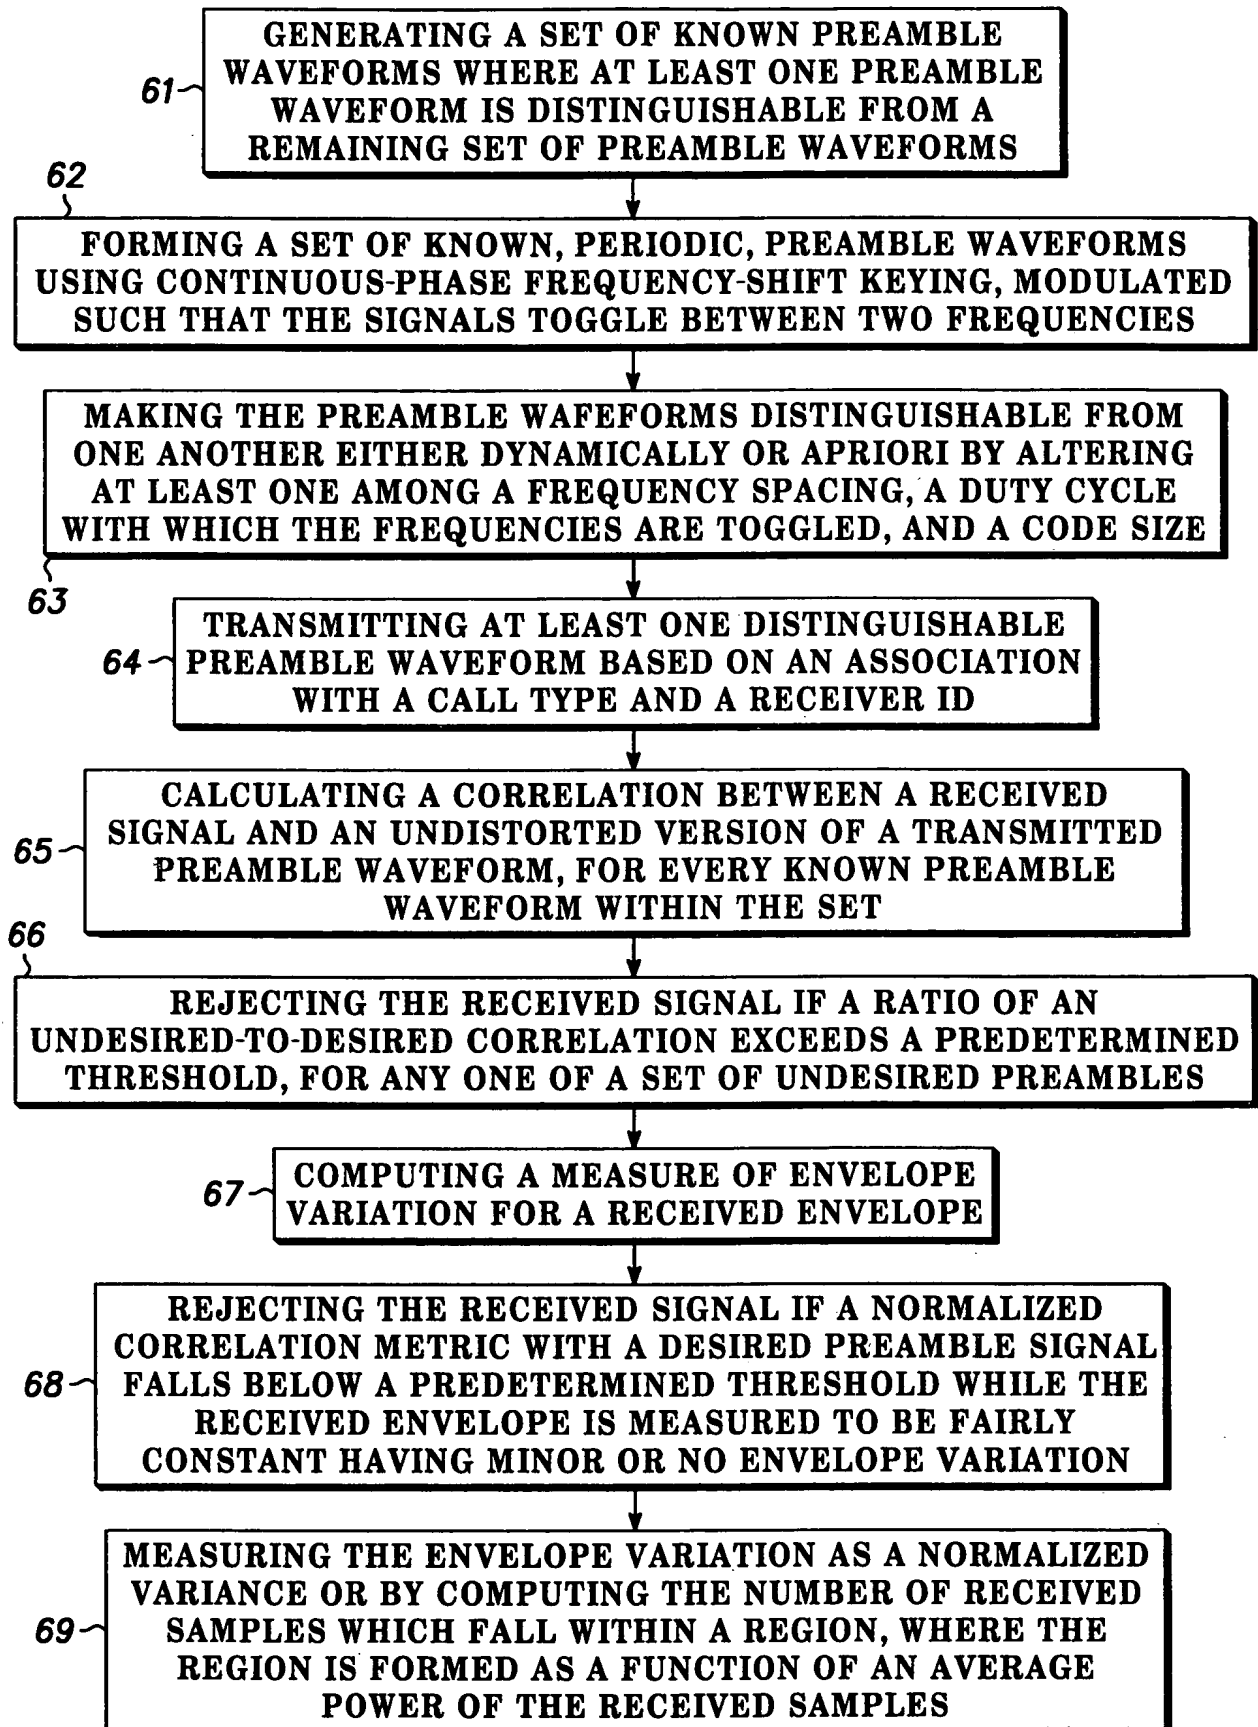 GENERATING A SET OF KNOWN PREAMBLE
WAVEFORMS WHERE AT LEAST ONE PREAMBLE
WAVEFORM IS DISTINGUISHABLE FROM A
REMAINING SET OF PREAMBLE WAVEFORMS
61
62
FORMING A SET OF KNOWN, PERIODIC, PREAMBLE WAVEFORMS
USING CONTINUOUS-PHASE FREQUENCY-SHIFT KEYING, MODULATED
SUCH THAT THE SIGNALS TOGGLE BETWEEN TWO FREQUENCIES
MAKING THE PREAMBLE WAFEFORMS DISTINGUISHABLE FROM
ONE ANOTHER EITHER DYNAMICALLY OR APRIORI BY ALTERING
AT LEAST ONE AMONG A FREQUENCY SPACING, A DUTY CYCLE
WITH WHICH THE FREQUENCIES ARE TOGGLED, AND A CODE SIZE
63
TRANSMITTING AT LEAST ONE DISTINGUISHABLE
PREAMBLE WAVEFORM BASED ON AN ASSOCIATION
WITH A CALL TYPE AND A RECEIVER ID
64
CALCULATING A CORRELATION BETWEEN A RECEIVED
SIGNAL AND AN UNDISTORTED VERSION OF A TRANSMITTED
PREAMBLE WAVEFORM, FOR EVERY KNOWN PREAMBLE
WAVEFORM WITHIN THE SET
65
66
REJECTING THE RECEIVED SIGNAL IF A RATIO OF AN
UNDESIRED-TO-DESIRED CORRELATION EXCEEDS A PREDETERMINED
THRESHOLD, FOR ANY ONE OF A SET OF UNDESIRED PREAMBLES
COMPUTING A MEASURE OF ENVELOPE
VARIATION FOR A RECEIVED ENVELOPE
67
REJECTING THE RECEIVED SIGNAL IF A NORMALIZED
CORRELATION METRIC WITH A DESIRED PREAMBLE SIGNAL
FALLS BELOW A PREDETERMINED THRESHOLD WHILE THE
RECEIVED ENVELOPE IS MEASURED TO BE FAIRLY
CONSTANT HAVING MINOR OR NO ENVELOPE VARIATION
68
MEASURING THE ENVELOPE VARIATION AS A NORMALIZED
VARIANCE OR BY COMPUTING THE NUMBER OF RECEIVED
SAMPLES WHICH FALL WITHIN A REGION, WHERE THE
REGION IS FORMED AS A FUNCTION OF AN AVERAGE
POWER OF THE RECEIVED SAMPLES
69